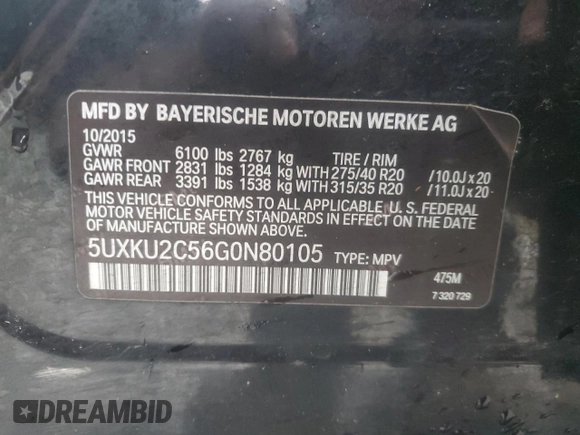 MFD BY BAYERISCHE MOTOREN WERKE AG
10/2015
GVWR 6100 lbs 2767 kg TIRE / RIM
GAWR FRONT 2831 lbs 1284 kg WITH 275/40 R20 /10.0J x 20
GAWR REAR 3391 lbs 1538 kg WITH 315/35 R20 /11.0J x 20
THIS VEHICLE CONFORMS TO ALL APPLICABLE U. S. FEDERAL
MOTOR VEHICLE SAFETY STANDARDS IN EFFECT ON THE DATE
OF MANUFACTURE SHOWN ABOVE.
5UXKU2C56G0N80105 TYPE: MPV
475M
7 320 729
DREAMBID